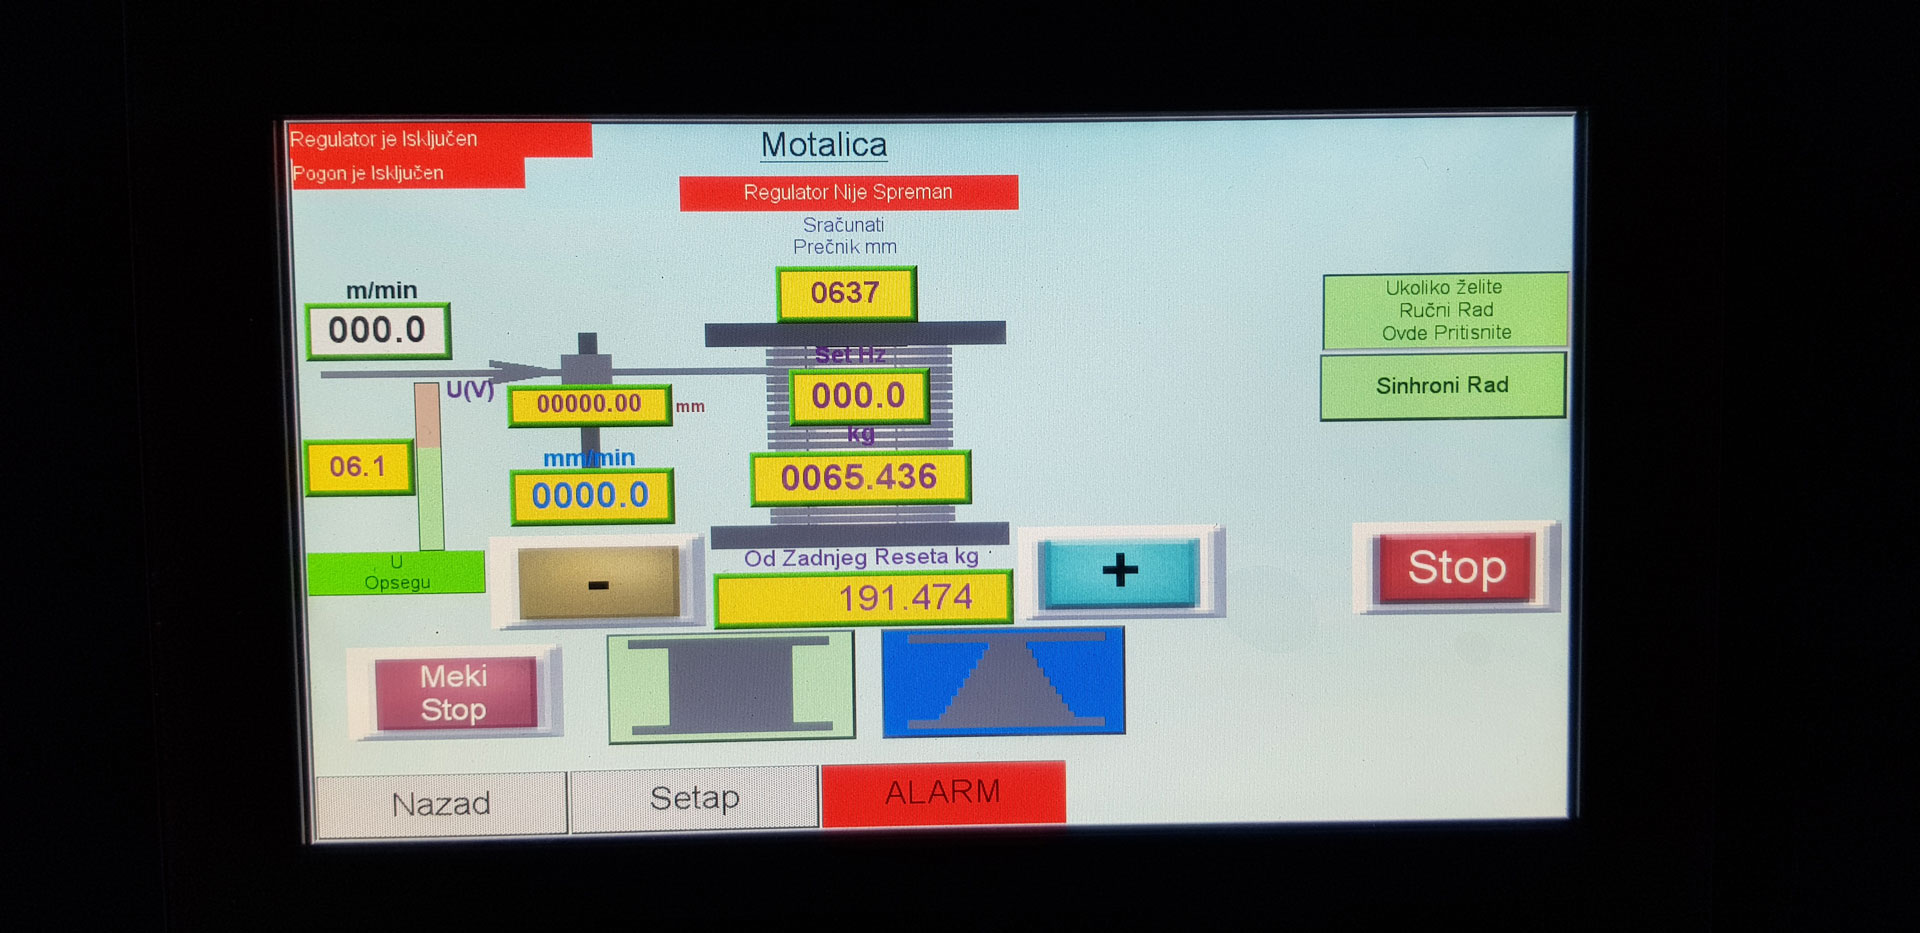 Regulator je Isključen
Motalica
Pogon je Isključen
Regulator Nije Spreman
Sračunati
Prečnik mm
0637
m/min
000.0
Ukoliko želite
Ručni Rad
Ovde Pritisnite
Set Hz
000.0
U(V)
00000.00 mm
Sinhroni Rad
kg
0065.436
06.1
mm/min
0000.0
U
Opsegu
-
Od Zadnjeg Reseta kg
191.474
+
Stop
Meki
Stop
Nazad
Setap
ALARM